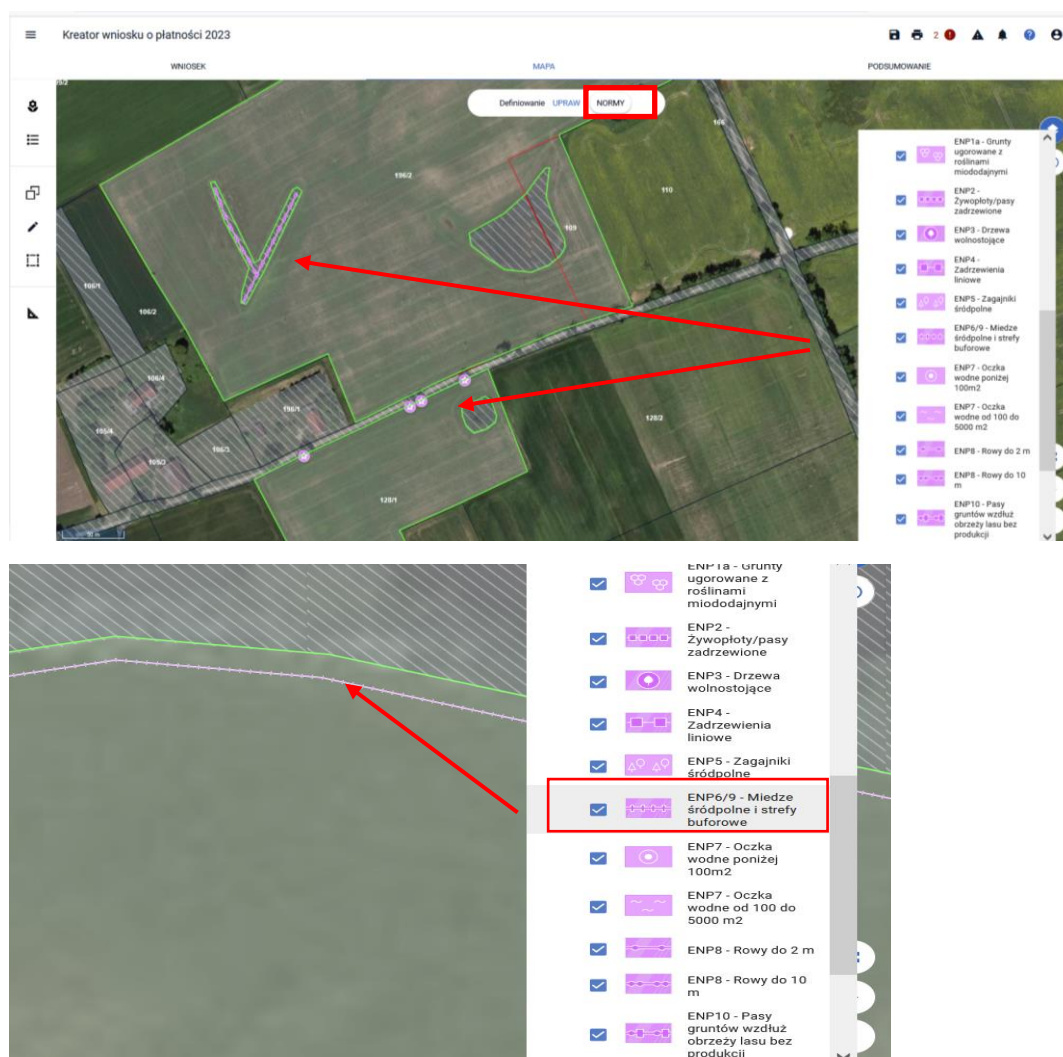 Kreator wniosku o płatności 2023
2
WNIOSEK
MAPA
PODSUMOWANIE
Definiowanie UPRAW NORMY
166
196/2
110
109
106/1
106/2
106/4
196/1
105/4
106/3
105/3
128/2
128/1
ENP1a - Grunty
ugorowane z
roślinami
miododajnymi
ENP2 -
Żywopłoty/pasy
zadrzewione
ENP3 - Drzewa
wolnostojące
ENP4 -
Zadrzewienia
liniowe
ENP5 - Zagajniki
śródpolne
ENP6/9 - Miedze
śródpolne i strefy
buforowe
ENP7 - Oczka
wodne poniżej
100m2
ENP7 - Oczka
wodne od 100 do
5000 m2
ENP8 - Rowy do 2 m
ENP8 - Rowy do 10
m
ENP10 - Pasy
gruntów wzdłuż
obrzeży lasu bez
produkcji
ENP1a - Grunty
ugorowane z
roślinami
miododajnymi
ENP2 -
Żywopłoty/pasy
zadrzewione
ENP3 - Drzewa
wolnostojące
ENP4 -
Zadrzewienia
liniowe
ENP5 - Zagajniki
śródpolne
ENP6/9 - Miedze
śródpolne i strefy
buforowe
ENP7 - Oczka
wodne poniżej
100m2
ENP7 - Oczka
wodne od 100 do
5000 m2
ENP8 - Rowy do 2 m
ENP8 - Rowy do 10
m
ENP10 - Pasy
gruntów wzdłuż
obrzeży lasu bez
produkcji